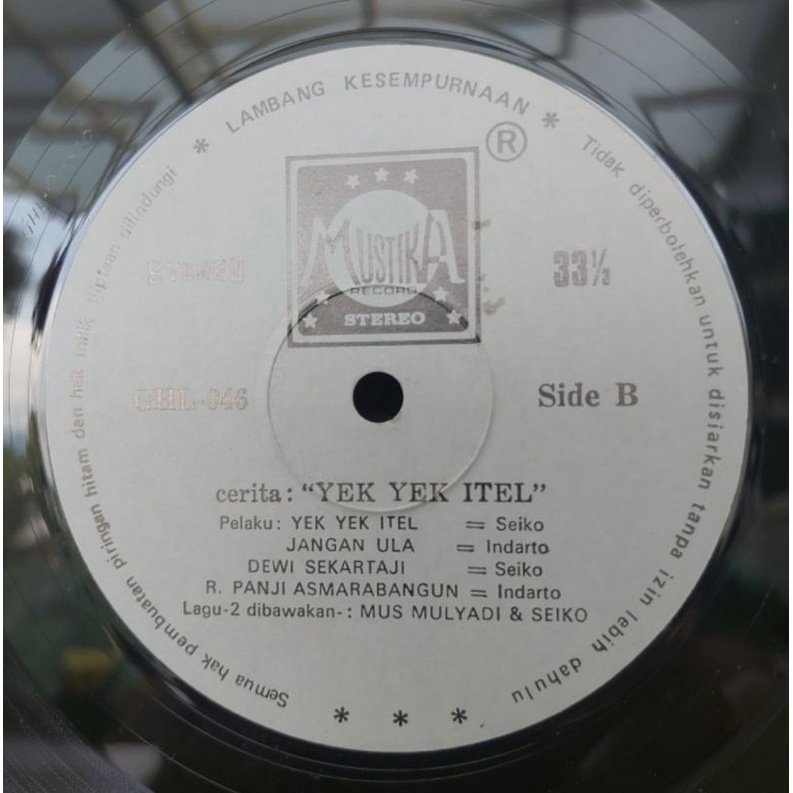 * LAMBANG KESEMPURNAAN *
Tidak diperbolehkan untuk disiarkan tanpa izin lebih dahulu
Semua hak pembuatan piringan hitam dan hak milik ciptaan dilindungi
®
MUSTIKA
RECORD
STEREO
STEREO
33⅓
GHL-046
Side B
cerita: “YEK YEK ITEL”
Pelaku: YEK YEK ITEL = Seiko
JANGAN ULA = Indarto
DEWI SEKARTAJI = Seiko
R. PANJI ASMARABANGUN = Indarto
Lagu-2 dibawakan-: MUS MULYADI & SEIKO
* * *